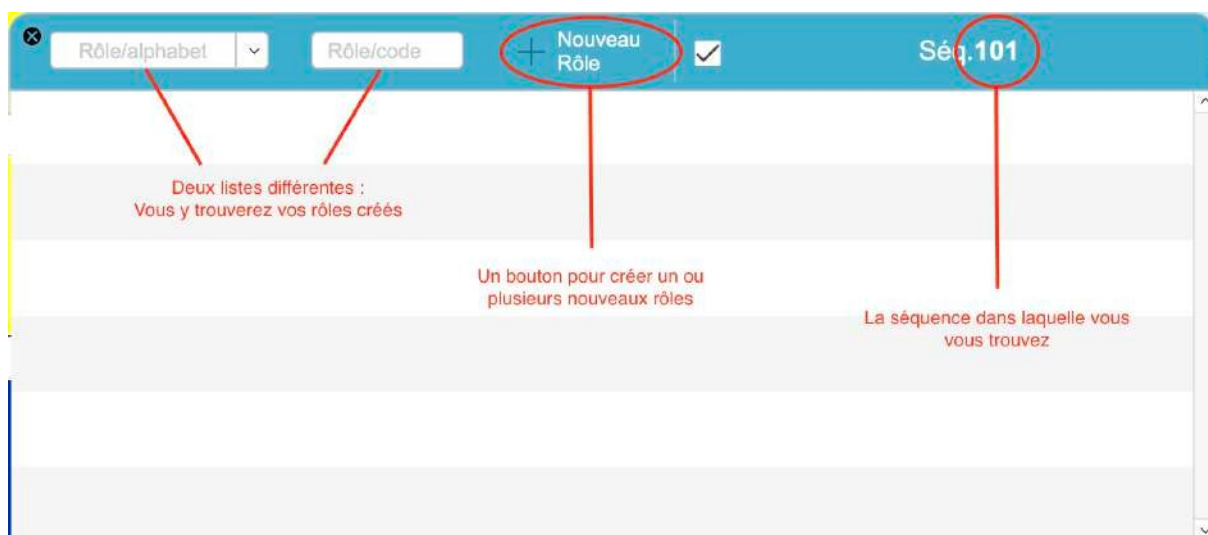 Rôle/alphabet
Rôle/code
Nouveau
Rôle
Séq.101
Deux listes différentes :
Vous y trouverez vos rôles créés
Un bouton pour créer un ou
plusieurs nouveaux rôles
La séquence dans laquelle vous
vous trouvez